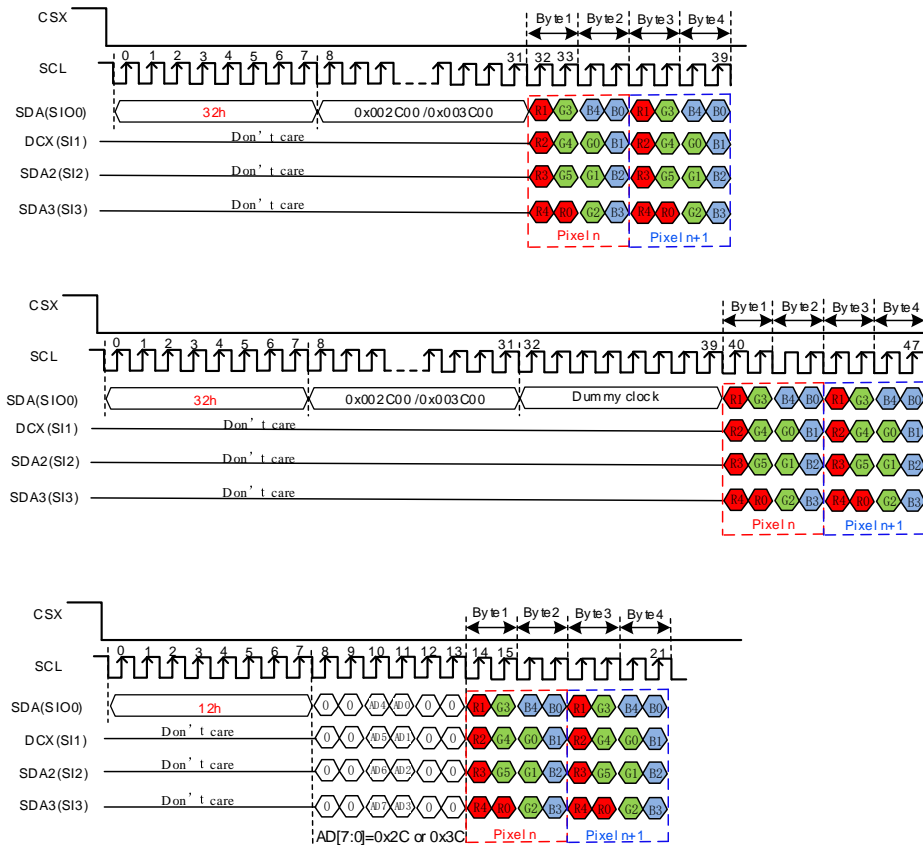 CSX Byte1 Byte2 Byte3 Byte4
SCL 0 1 2 3 4 5 6 7 8 31 32 33 39
SDA(SIO0) 32h 0x002C00/0x003C00 R1 G3 B4 B0 R1 G3 B4 B0
DCX(SI1) Don't care R2 G4 G0 B1 R2 G4 G0 B1
SDA2(SI2) Don't care R3 G5 G1 B2 R3 G5 G1 B2
SDA3(SI3) Don't care R4 R0 G2 B3 R4 R0 G2 B3
Pixel n Pixel n+1
CSX Byte1 Byte2 Byte3 Byte4
SCL 0 1 2 3 4 5 6 7 8 31 32 39 40 47
SDA(SIO0) 32h 0x002C00/0x003C00 Dummy clock R1 G3 B4 B0 R1 G3 B4 B0
DCX(SI1) Don't care R2 G4 G0 B1 R2 G4 G0 B1
SDA2(SI2) Don't care R3 G5 G1 B2 R3 G5 G1 B2
SDA3(SI3) Don't care R4 R0 G2 B3 R4 R0 G2 B3
Pixel n Pixel n+1
CSX Byte1 Byte2 Byte3 Byte4
SCL 0 1 2 3 4 5 6 7 8 9 10 11 12 13 14 15 21
SDA(SIO0) 12h 0 0 AD4 AD0 0 0 R1 G3 B4 B0 R1 G3 B4 B0
DCX(SI1) Don't care 0 0 AD5 AD1 0 0 R2 G4 G0 B1 R2 G4 G0 B1
SDA2(SI2) Don't care 0 0 AD6 AD2 0 0 R3 G5 G1 B2 R3 G5 G1 B2
SDA3(SI3) Don't care 0 0 AD7 AD3 0 0 R4 R0 G2 B3 R4 R0 G2 B3
AD[7:0]=0x2C or 0x3C Pixel n Pixel n+1